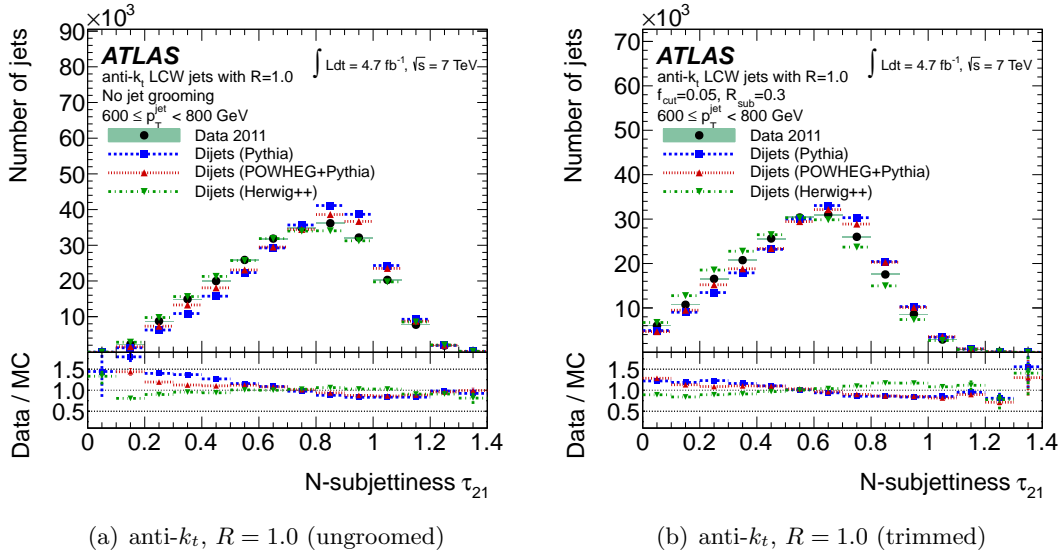 ×10³
Number of jets
90
80
70
60
50
40
30
20
10
ATLAS
∫ Ldt = 4.7 fb⁻¹, √s = 7 TeV
anti-kₜ LCW jets with R=1.0
No jet grooming
600 ≤ p_T^jet < 800 GeV
Data 2011
Dijets (Pythia)
Dijets (POWHEG+Pythia)
Dijets (Herwig++)
Data / MC
1.5
1.0
0.5
0 0.2 0.4 0.6 0.8 1 1.2 1.4
N-subjettiness τ₂₁
(a) anti-kₜ, R = 1.0 (ungroomed)
×10³
Number of jets
70
60
50
40
30
20
10
ATLAS
∫ Ldt = 4.7 fb⁻¹, √s = 7 TeV
anti-kₜ LCW jets with R=1.0
f_cut=0.05, R_sub=0.3
600 ≤ p_T^jet < 800 GeV
Data 2011
Dijets (Pythia)
Dijets (POWHEG+Pythia)
Dijets (Herwig++)
Data / MC
1.5
1.0
0.5
0 0.2 0.4 0.6 0.8 1 1.2 1.4
N-subjettiness τ₂₁
(b) anti-kₜ, R = 1.0 (trimmed)